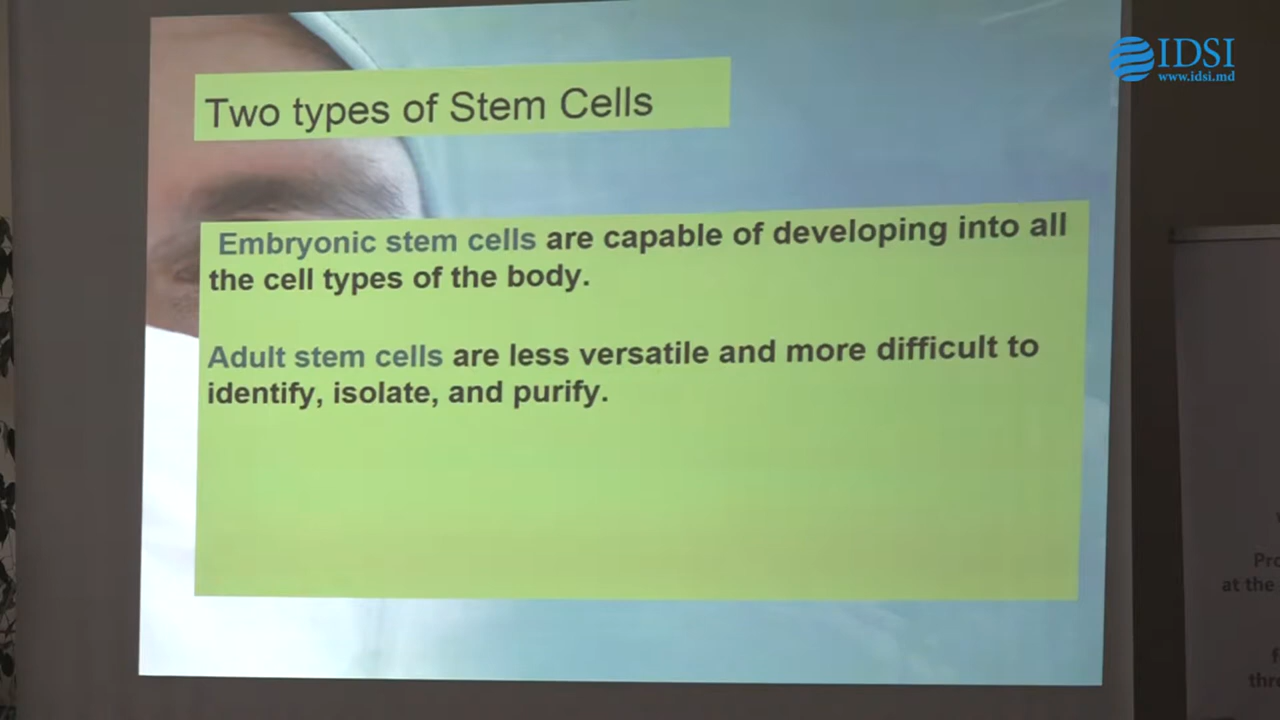 IDSI
www.idsi.md
Two types of Stem Cells
Embryonic stem cells are capable of developing into all
the cell types of the body.
Adult stem cells are less versatile and more difficult to
identify, isolate, and purify.
at the